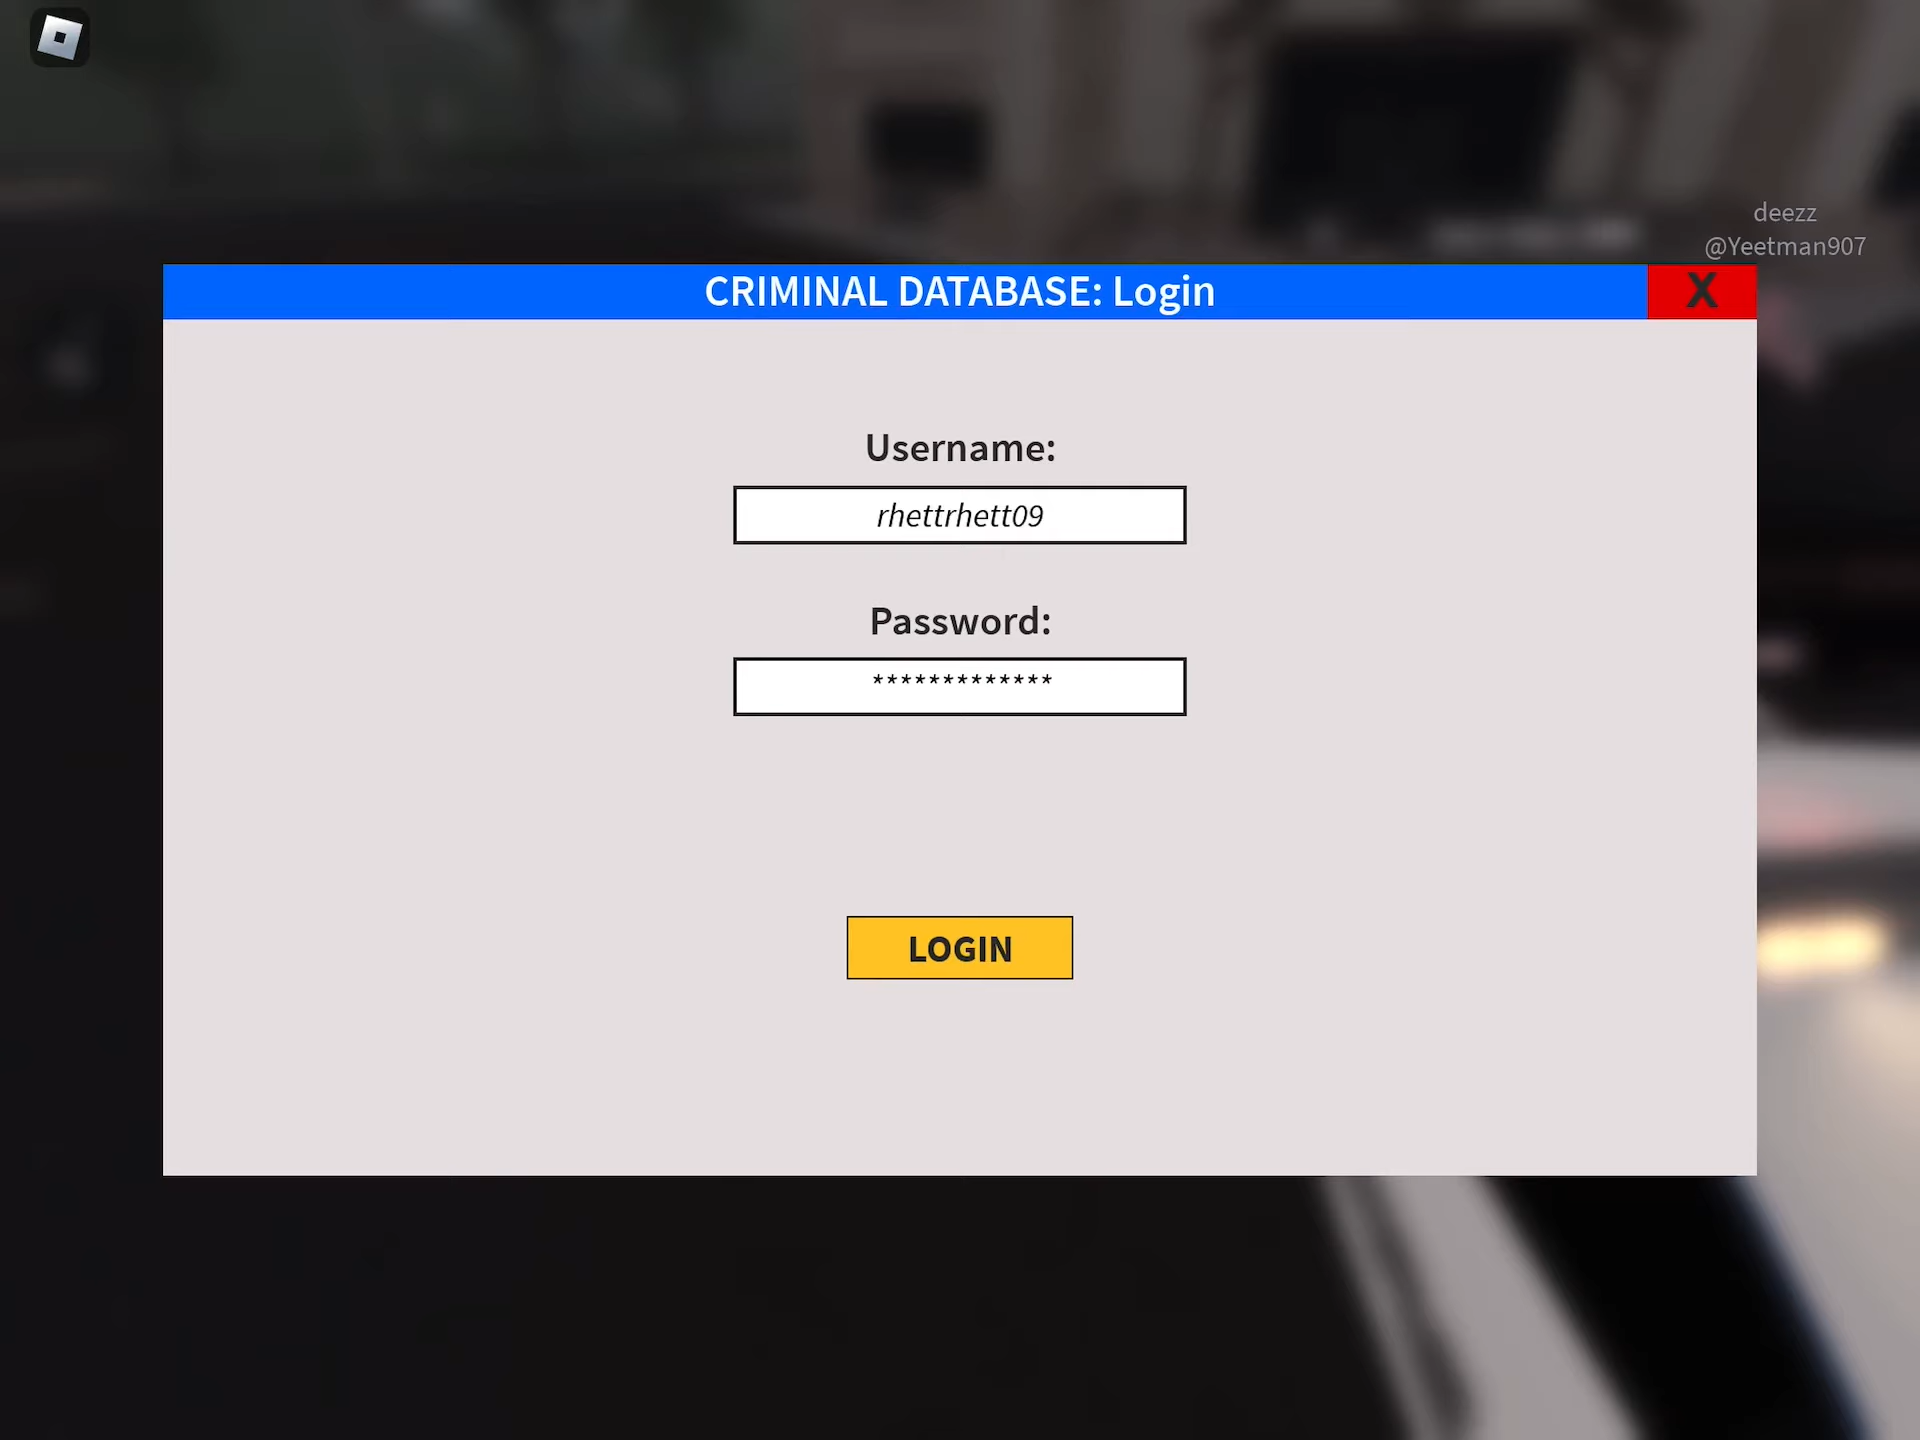 deezz
@Yeetman907
CRIMINAL DATABASE: Login
X
Username:
rhettrhett09
Password:
*************
LOGIN